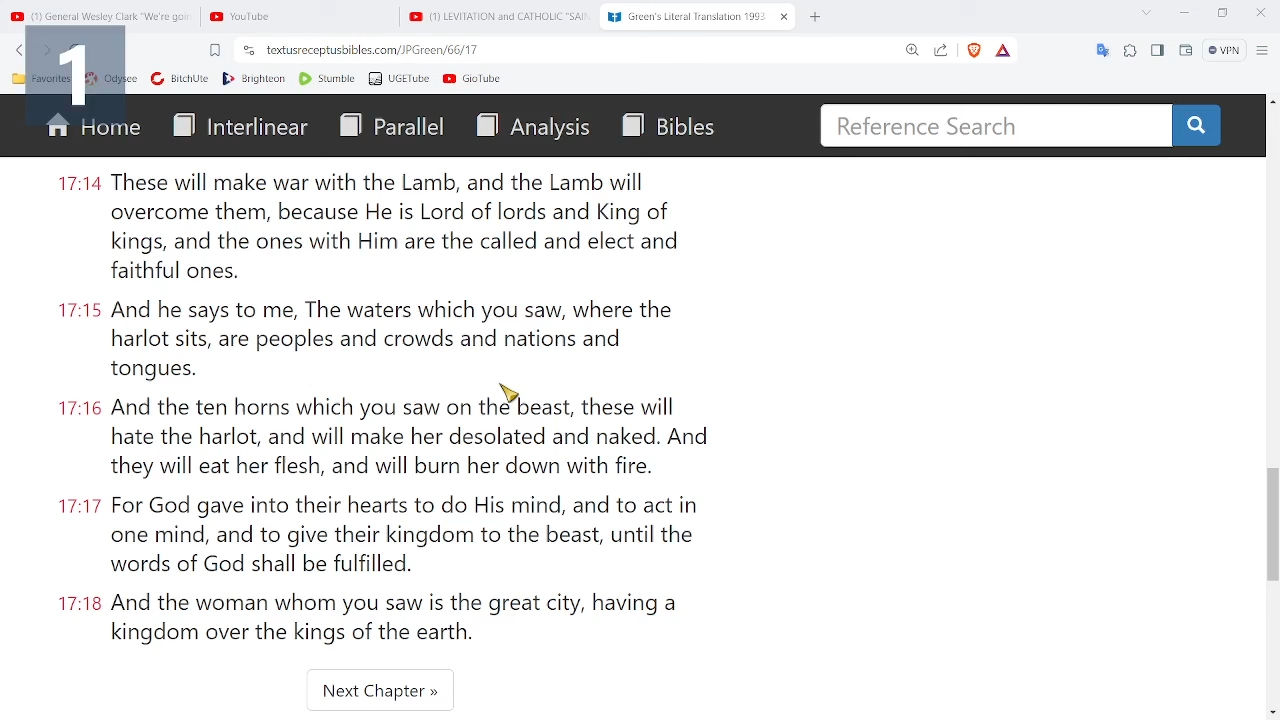 (1) General Wesley Clark "We're goin
YouTube
(1) LEVITATION and CATHOLIC "SAIN
Green's Literal Translation 1993
textusreceptusbibles.com/JPGreen/66/17
VPN
Favorites
Odysee
BitchUte
Brighteon
Stumble
UGETube
GioTube
1
Home
Interlinear
Parallel
Analysis
Bibles
Reference Search
17:14 These will make war with the Lamb, and the Lamb will
overcome them, because He is Lord of lords and King of
kings, and the ones with Him are the called and elect and
faithful ones.
17:15 And he says to me, The waters which you saw, where the
harlot sits, are peoples and crowds and nations and
tongues.
17:16 And the ten horns which you saw on the beast, these will
hate the harlot, and will make her desolated and naked. And
they will eat her flesh, and will burn her down with fire.
17:17 For God gave into their hearts to do His mind, and to act in
one mind, and to give their kingdom to the beast, until the
words of God shall be fulfilled.
17:18 And the woman whom you saw is the great city, having a
kingdom over the kings of the earth.
Next Chapter »